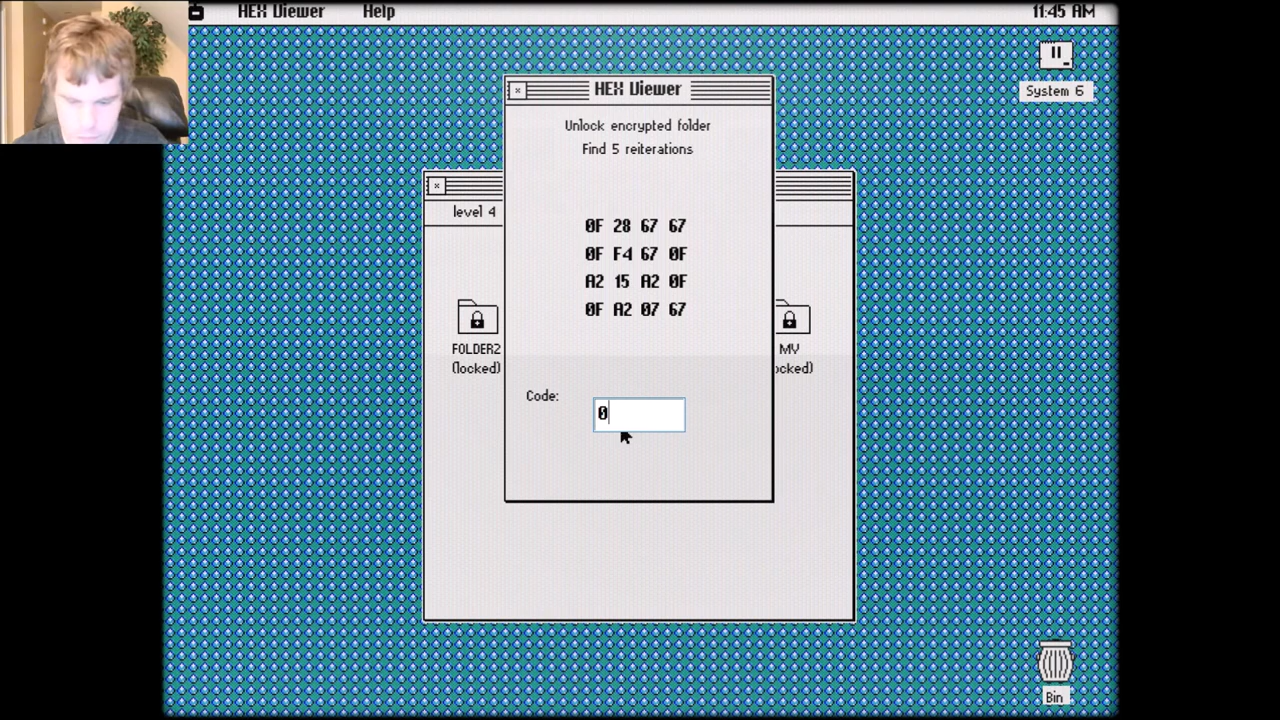 HEX Viewer Help 11:45 AM
System 6
HEX Viewer
Unlock encrypted folder
Find 5 reiterations
level 4
0F 28 67 67
0F F4 67 0F
A2 15 A2 0F
0F A2 07 67
FOLDER2
(locked)
MY
ocked)
Code:
0
Bin